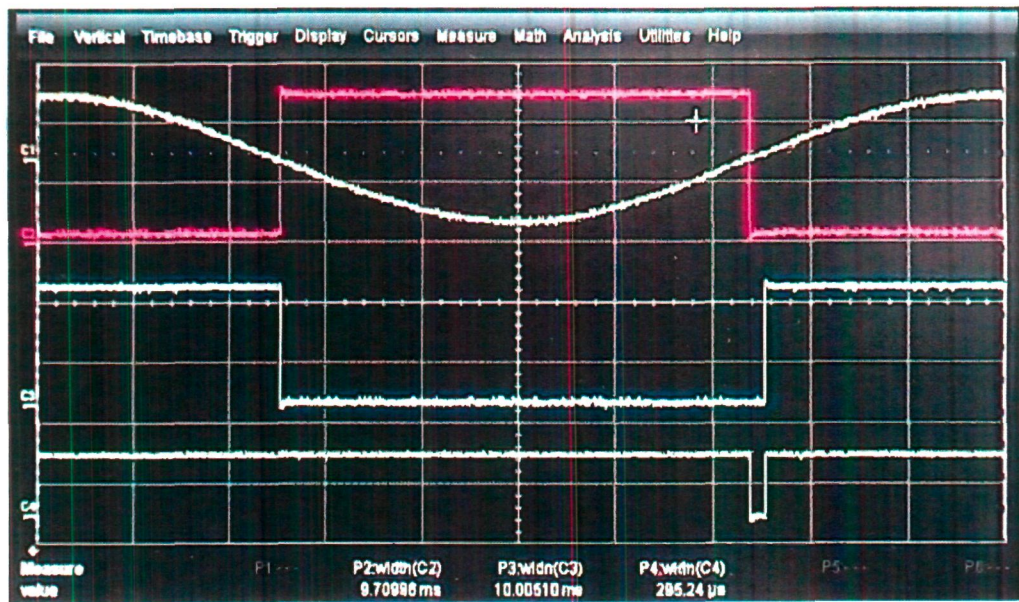 File Vertical Timebase Trigger Display Cursors Measure Math Analysis Utilities Help
C1
C2
C3
C4
Measure P1 - - - P2:width(C2) P3:width(C3) P4:width(C4) P5- - - P6- - -
value 9.70996 ms 10.00510 ms 295.24 µs